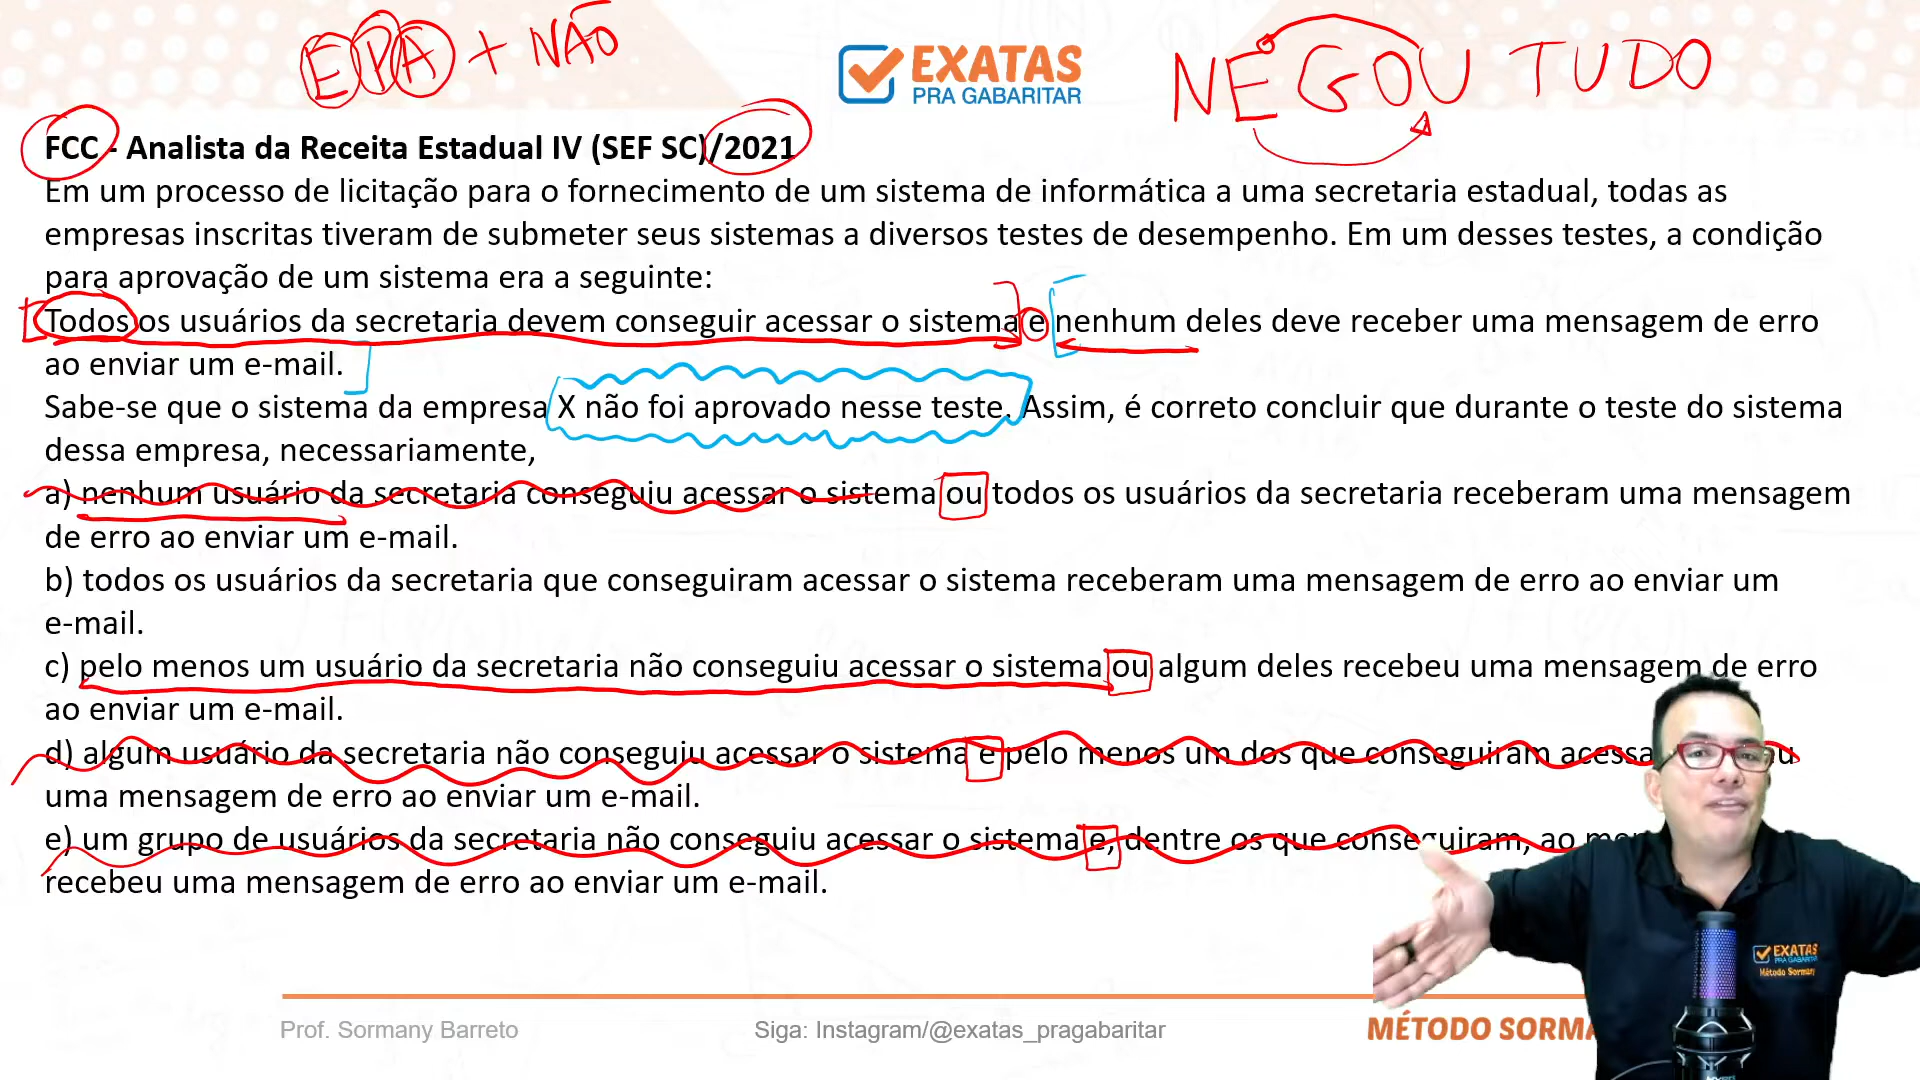 EPA + NÃO
NEGOU TUDO
EXATAS
PRA GABARITAR
FCC - Analista da Receita Estadual IV (SEF SC)/2021
Em um processo de licitação para o fornecimento de um sistema de informática a uma secretaria estadual, todas as
empresas inscritas tiveram de submeter seus sistemas a diversos testes de desempenho. Em um desses testes, a condição
para aprovação de um sistema era a seguinte:
Todos os usuários da secretaria devem conseguir acessar o sistema e nenhum deles deve receber uma mensagem de erro
ao enviar um e-mail.
Sabe-se que o sistema da empresa X não foi aprovado nesse teste. Assim, é correto concluir que durante o teste do sistema
dessa empresa, necessariamente,
a) nenhum usuário da secretaria conseguiu acessar o sistema ou todos os usuários da secretaria receberam uma mensagem
de erro ao enviar um e-mail.
b) todos os usuários da secretaria que conseguiram acessar o sistema receberam uma mensagem de erro ao enviar um
e-mail.
c) pelo menos um usuário da secretaria não conseguiu acessar o sistema ou algum deles recebeu uma mensagem de erro
ao enviar um e-mail.
d) algum usuário da secretaria não conseguiu acessar o sistema e pelo menos um dos que conseguiram
uma mensagem de erro ao enviar um e-mail.
e) um grupo de usuários da secretaria não conseguiu acessar o sistema e, dentre os que conseguiram, ao
recebeu uma mensagem de erro ao enviar um e-mail.
EXATAS
PRA GABARITAR
Método Sormany
Prof. Sormany Barreto
Siga: Instagram/@exatas_pragabaritar
MÉTODO